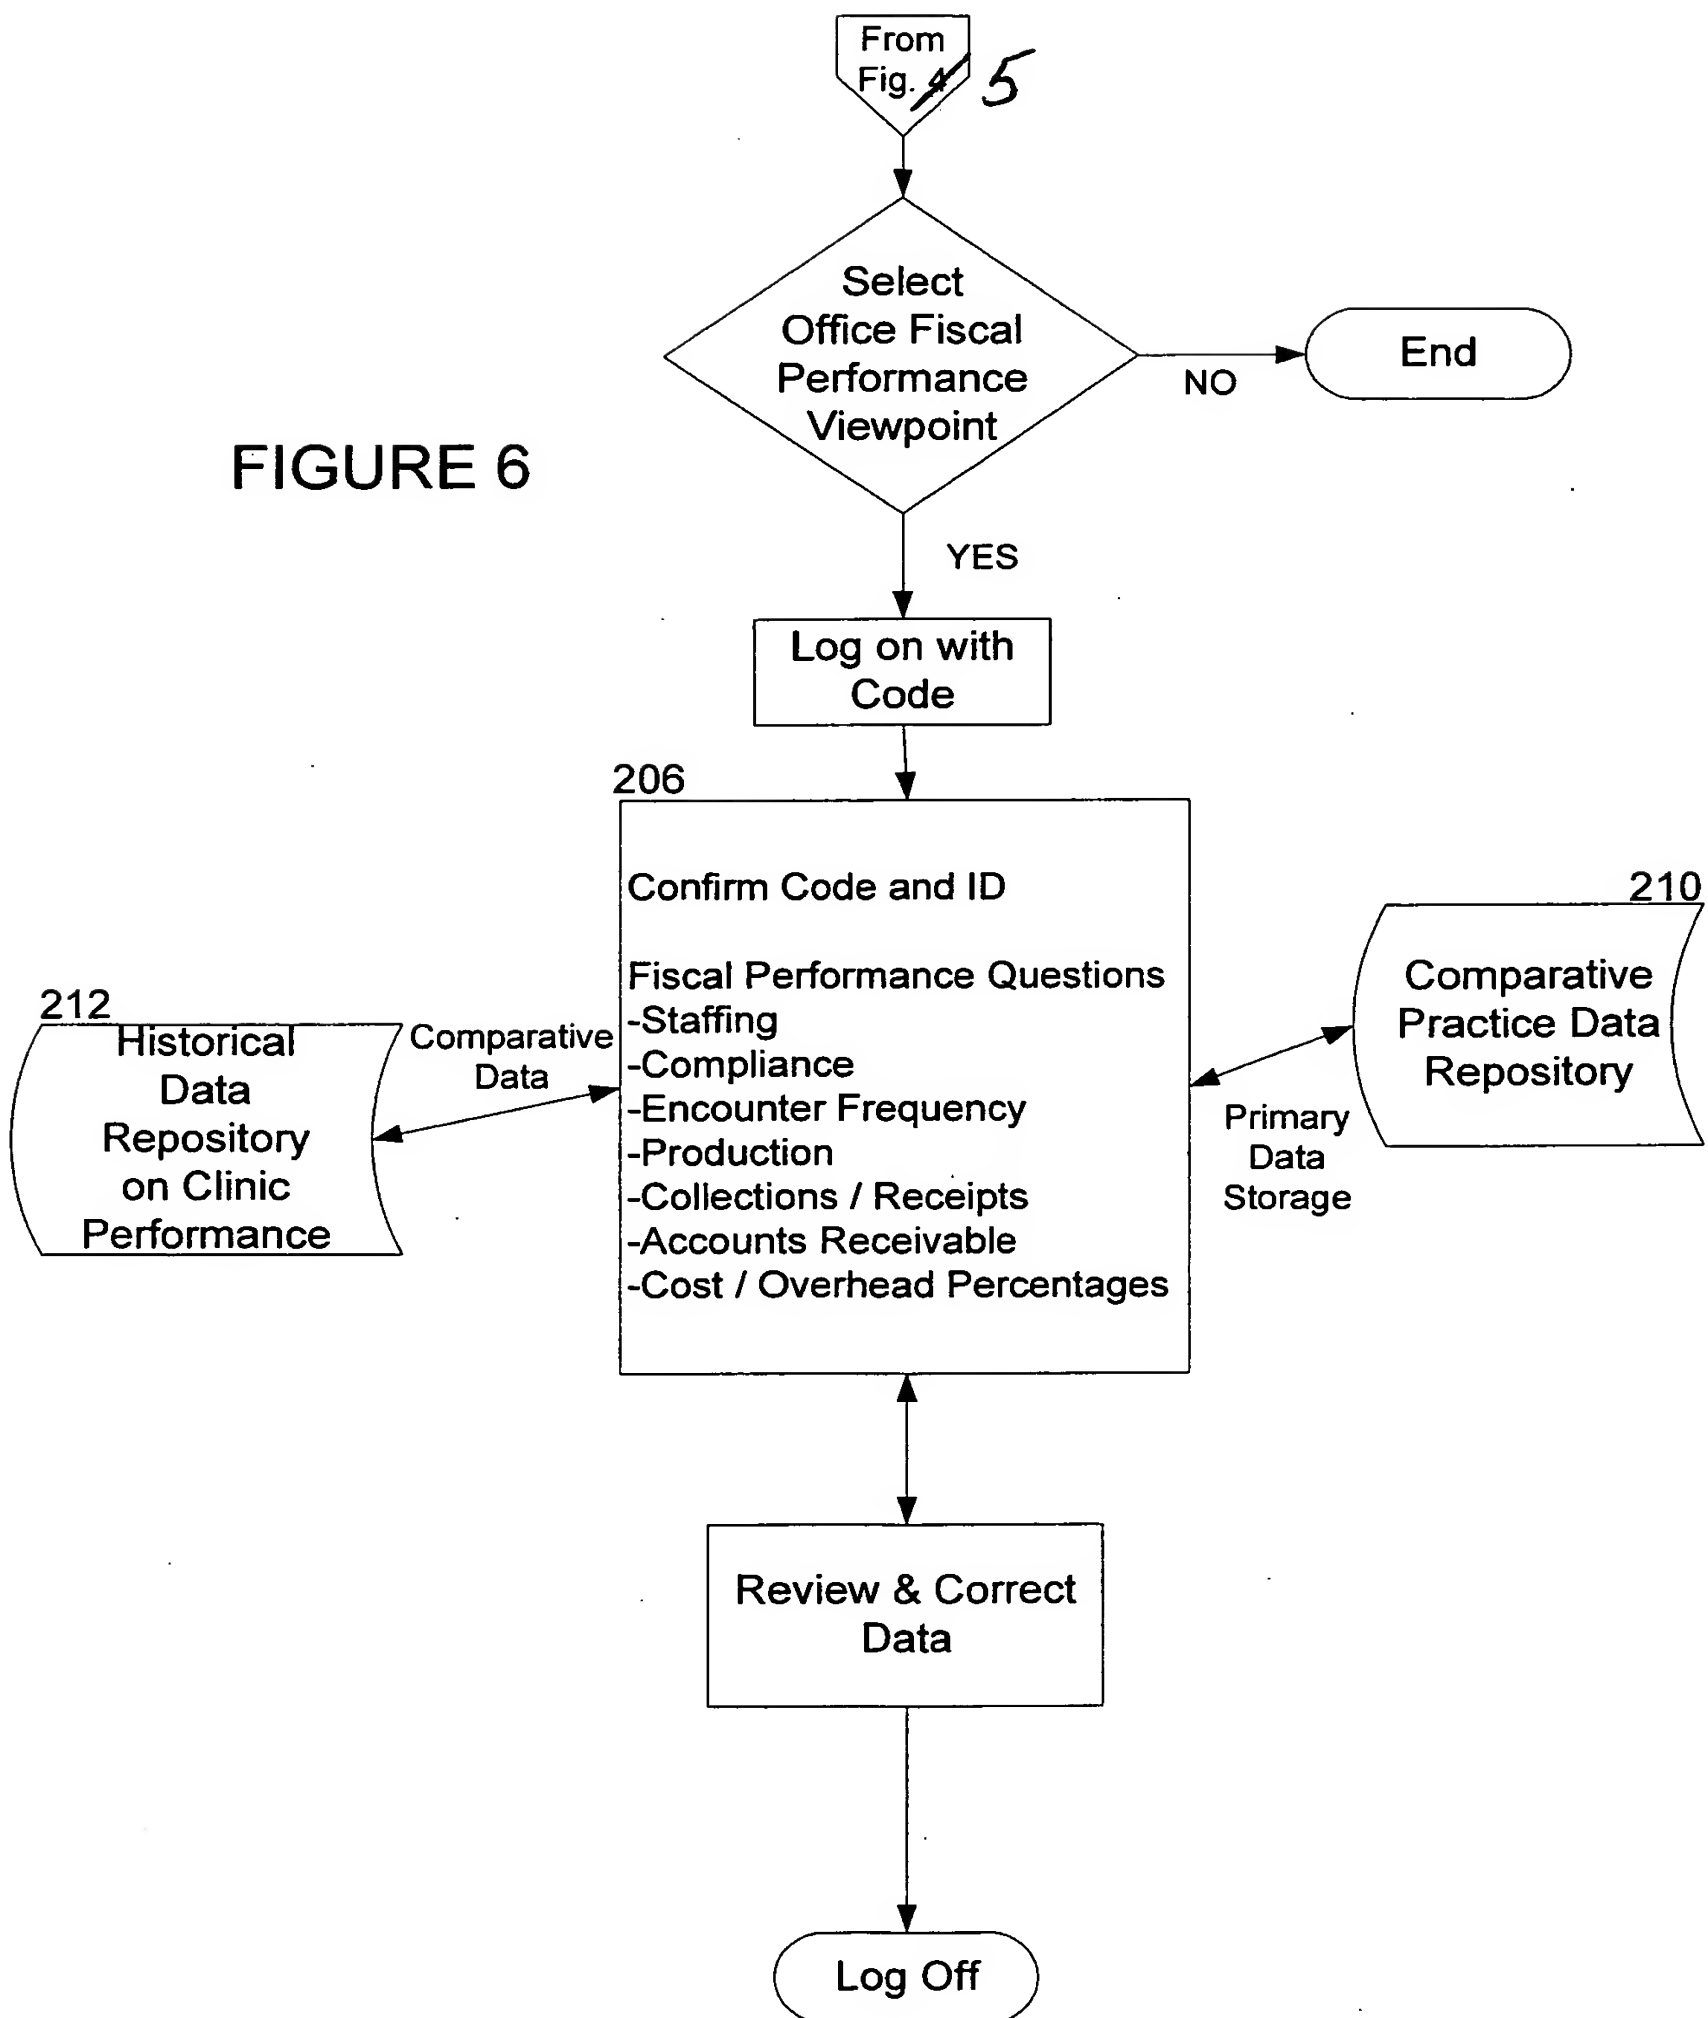 From
Fig. 4 5
Select
Office Fiscal
Performance
Viewpoint
NO
End
FIGURE 6
YES
Log on with
Code
206
Confirm Code and ID
Fiscal Performance Questions
-Staffing
-Compliance
-Encounter Frequency
-Production
-Collections / Receipts
-Accounts Receivable
-Cost / Overhead Percentages
210
Comparative
Practice Data
Repository
212
Historical
Data
Repository
on Clinic
Performance
Comparative
Data
Primary
Data
Storage
Review & Correct
Data
Log Off